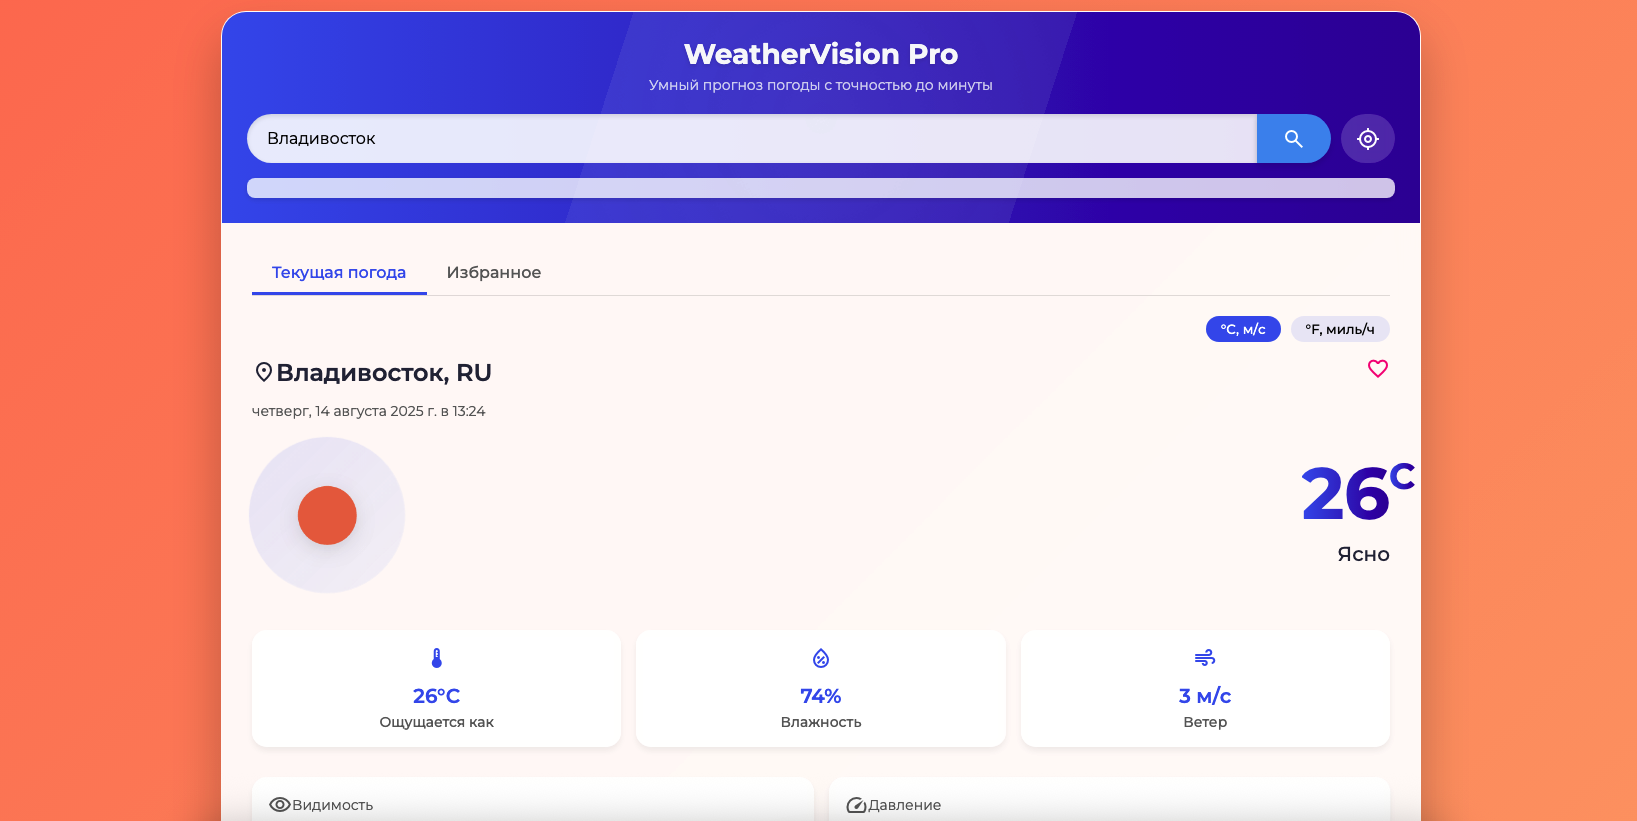 WeatherVision Pro
Умный прогноз погоды с точностью до минуты
Владивосток
Текущая погода Избранное
°C, м/с °F, миль/ч
Владивосток, RU
четверг, 14 августа 2025 г. в 13:24
26°C
Ясно
26°C 74% 3 м/с
Ощущается как Влажность Ветер
Видимость Давление